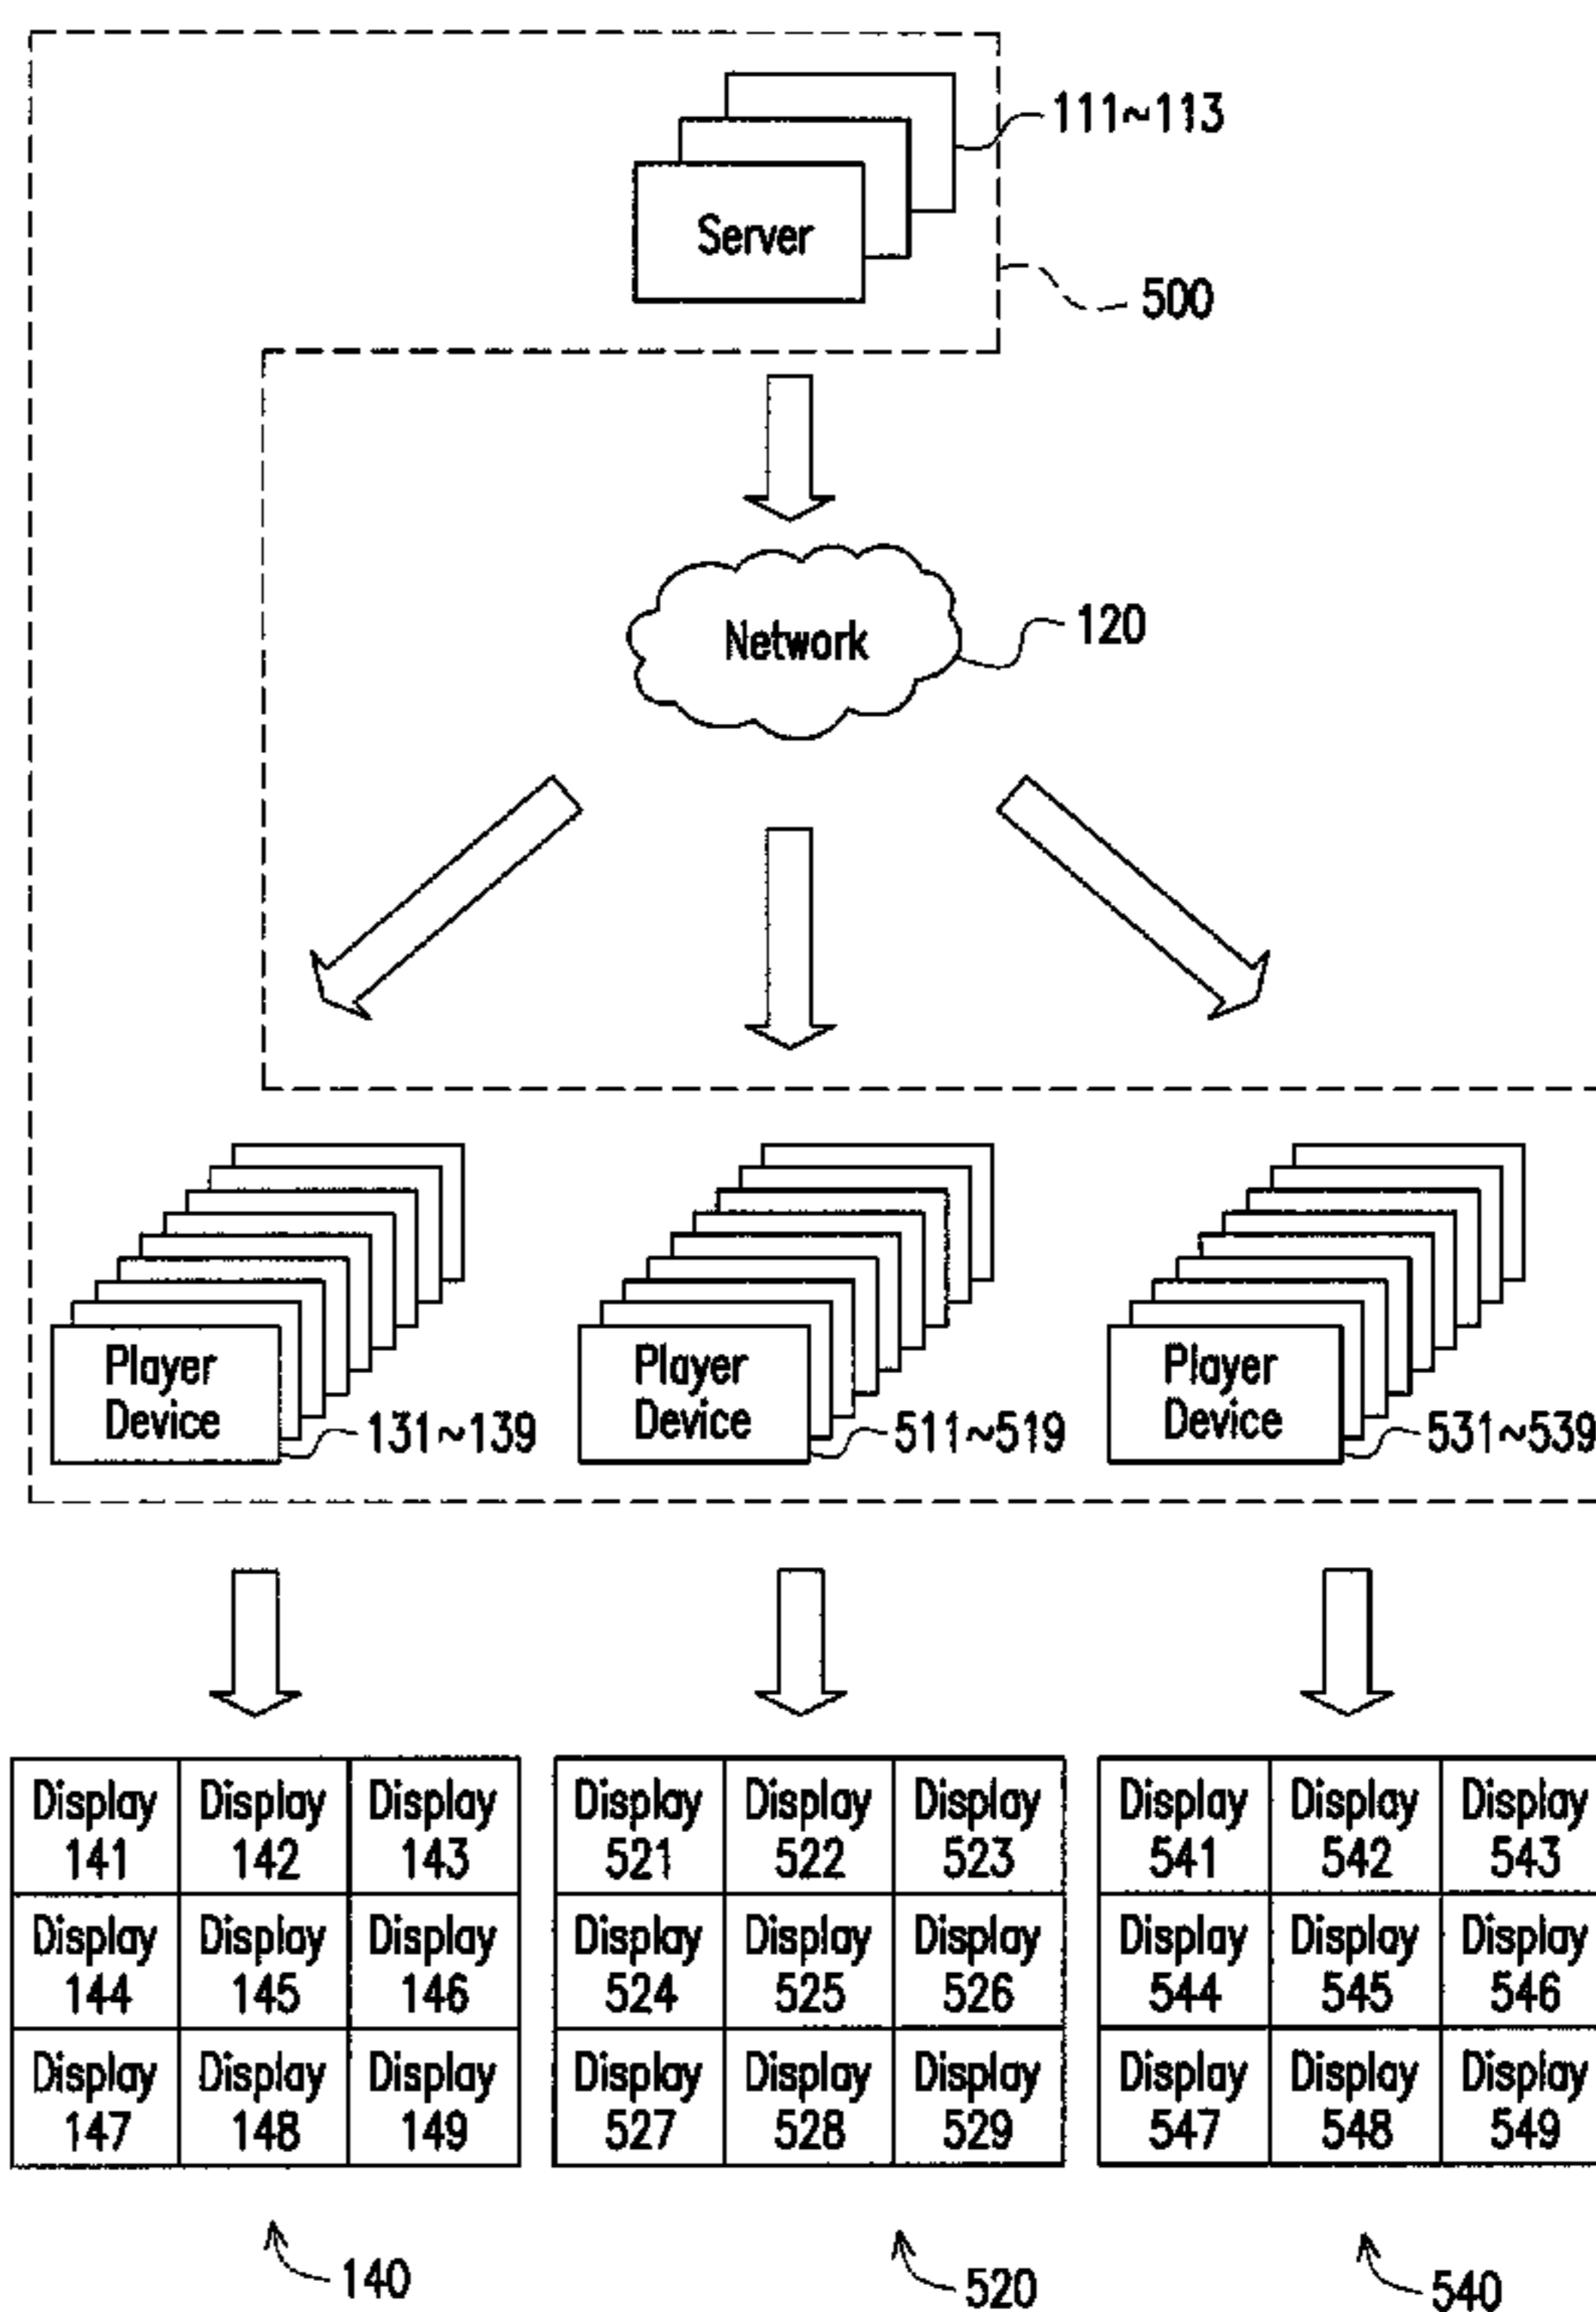 111~113
Server
500
Network
120
Player
Device
131~139
Player
Device
511~519
Player
Device
531~539
Display
141
Display
142
Display
143
Display
144
Display
145
Display
146
Display
147
Display
148
Display
149
Display
521
Display
522
Display
523
Display
524
Display
525
Display
526
Display
527
Display
528
Display
529
Display
541
Display
542
Display
543
Display
544
Display
545
Display
546
Display
547
Display
548
Display
549
140
520
540